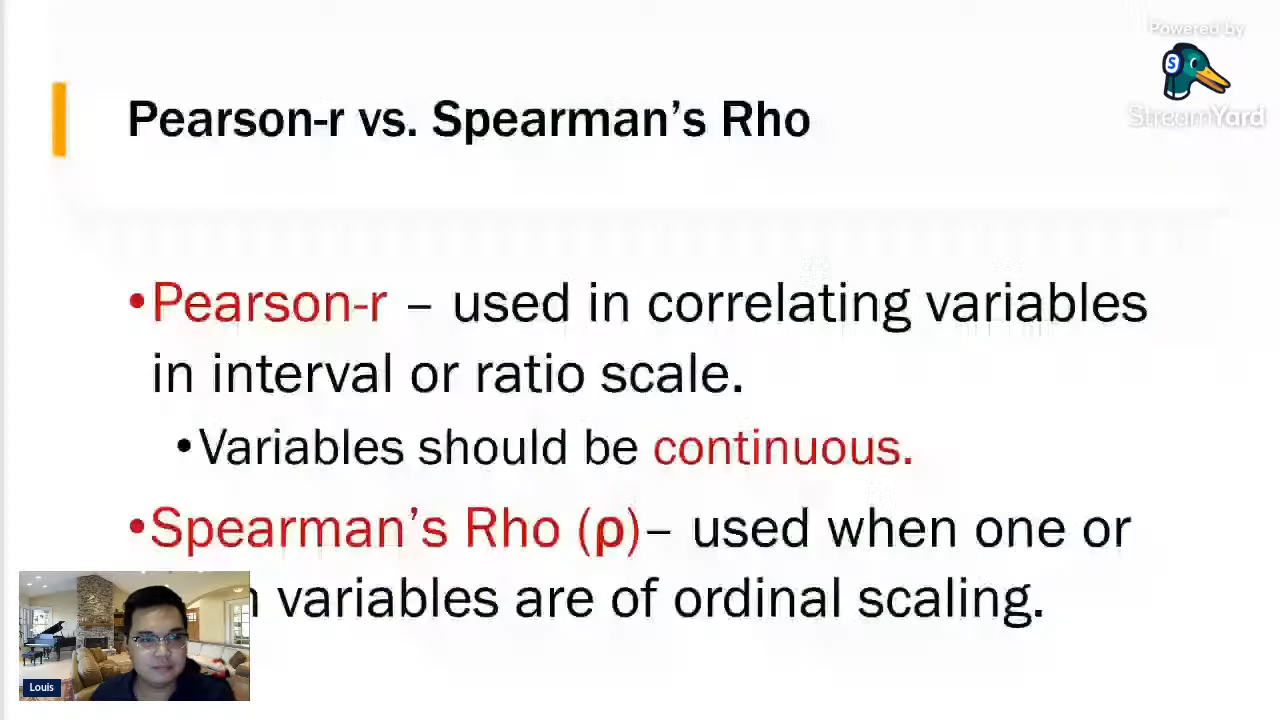 Powered by
StreamYard
Pearson-r vs. Spearman’s Rho
•Pearson-r – used in correlating variables
in interval or ratio scale.
•Variables should be continuous.
•Spearman’s Rho (ρ)– used when one or
variables are of ordinal scaling.
Louis